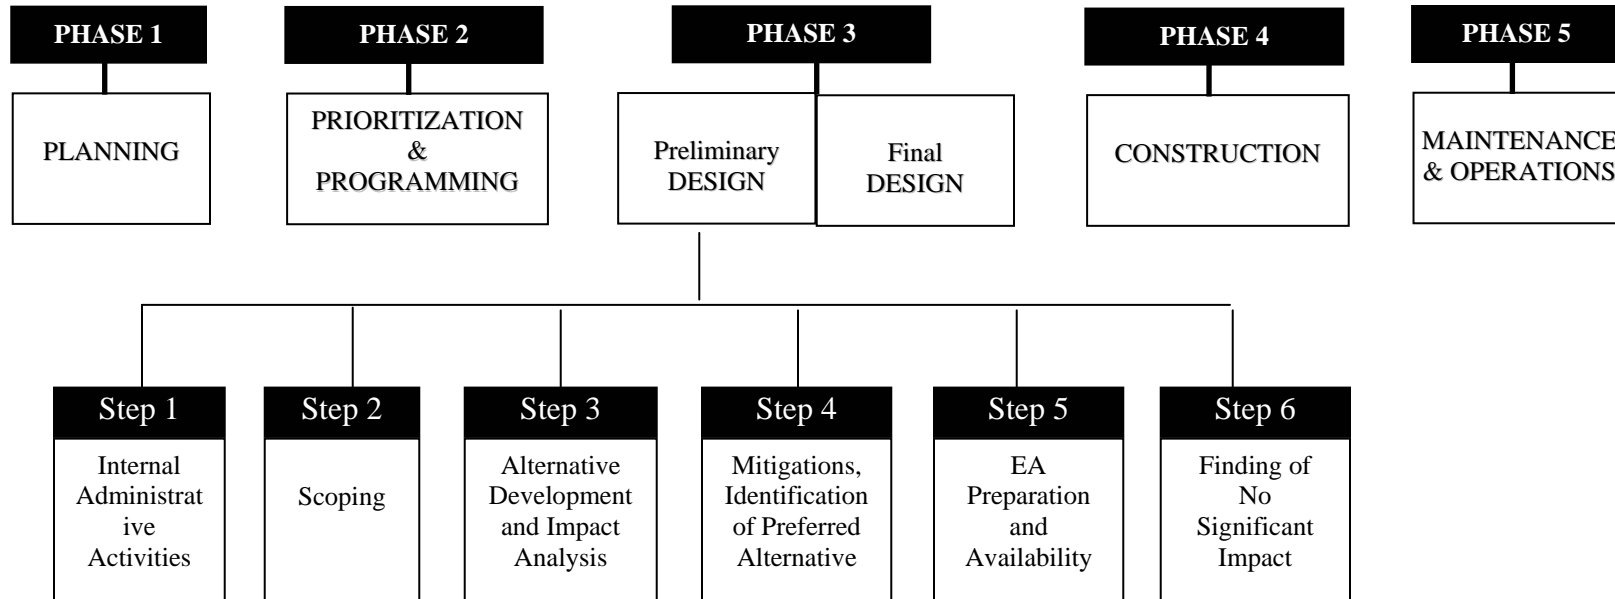 PHASE 1
PHASE 2
PHASE 3
PHASE 4
PHASE 5
PLANNING
PRIORITIZATION
&
PROGRAMMING
Preliminary
DESIGN
Final
DESIGN
CONSTRUCTION
MAINTENANCE
& OPERATIONS
Step 1
Step 2
Step 3
Step 4
Step 5
Step 6
Internal
Administrat
ive
Activities
Scoping
Alternative
Development
and Impact
Analysis
Mitigations,
Identification
of Preferred
Alternative
EA
Preparation
and
Availability
Finding of
No
Significant
Impact